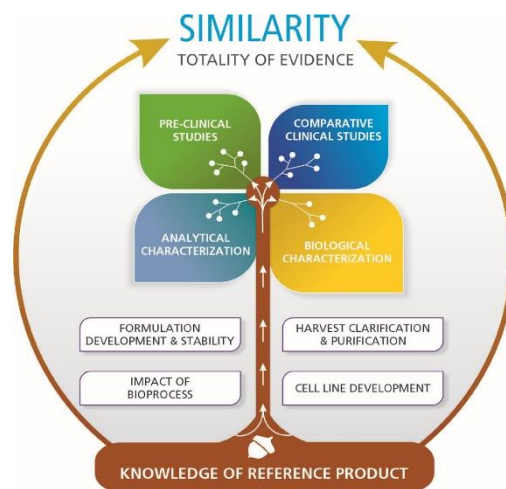 SIMILARITY
TOTALITY OF EVIDENCE
PRE-CLINICAL
STUDIES
COMPARATIVE
CLINICAL STUDIES
ANALYTICAL
CHARACTERIZATION
BIOLOGICAL
CHARACTERIZATION
FORMULATION
DEVELOPMENT & STABILITY
HARVEST CLARIFICATION
& PURIFICATION
IMPACT OF
BIOPROCESS
CELL LINE DEVELOPMENT
KNOWLEDGE OF REFERENCE PRODUCT